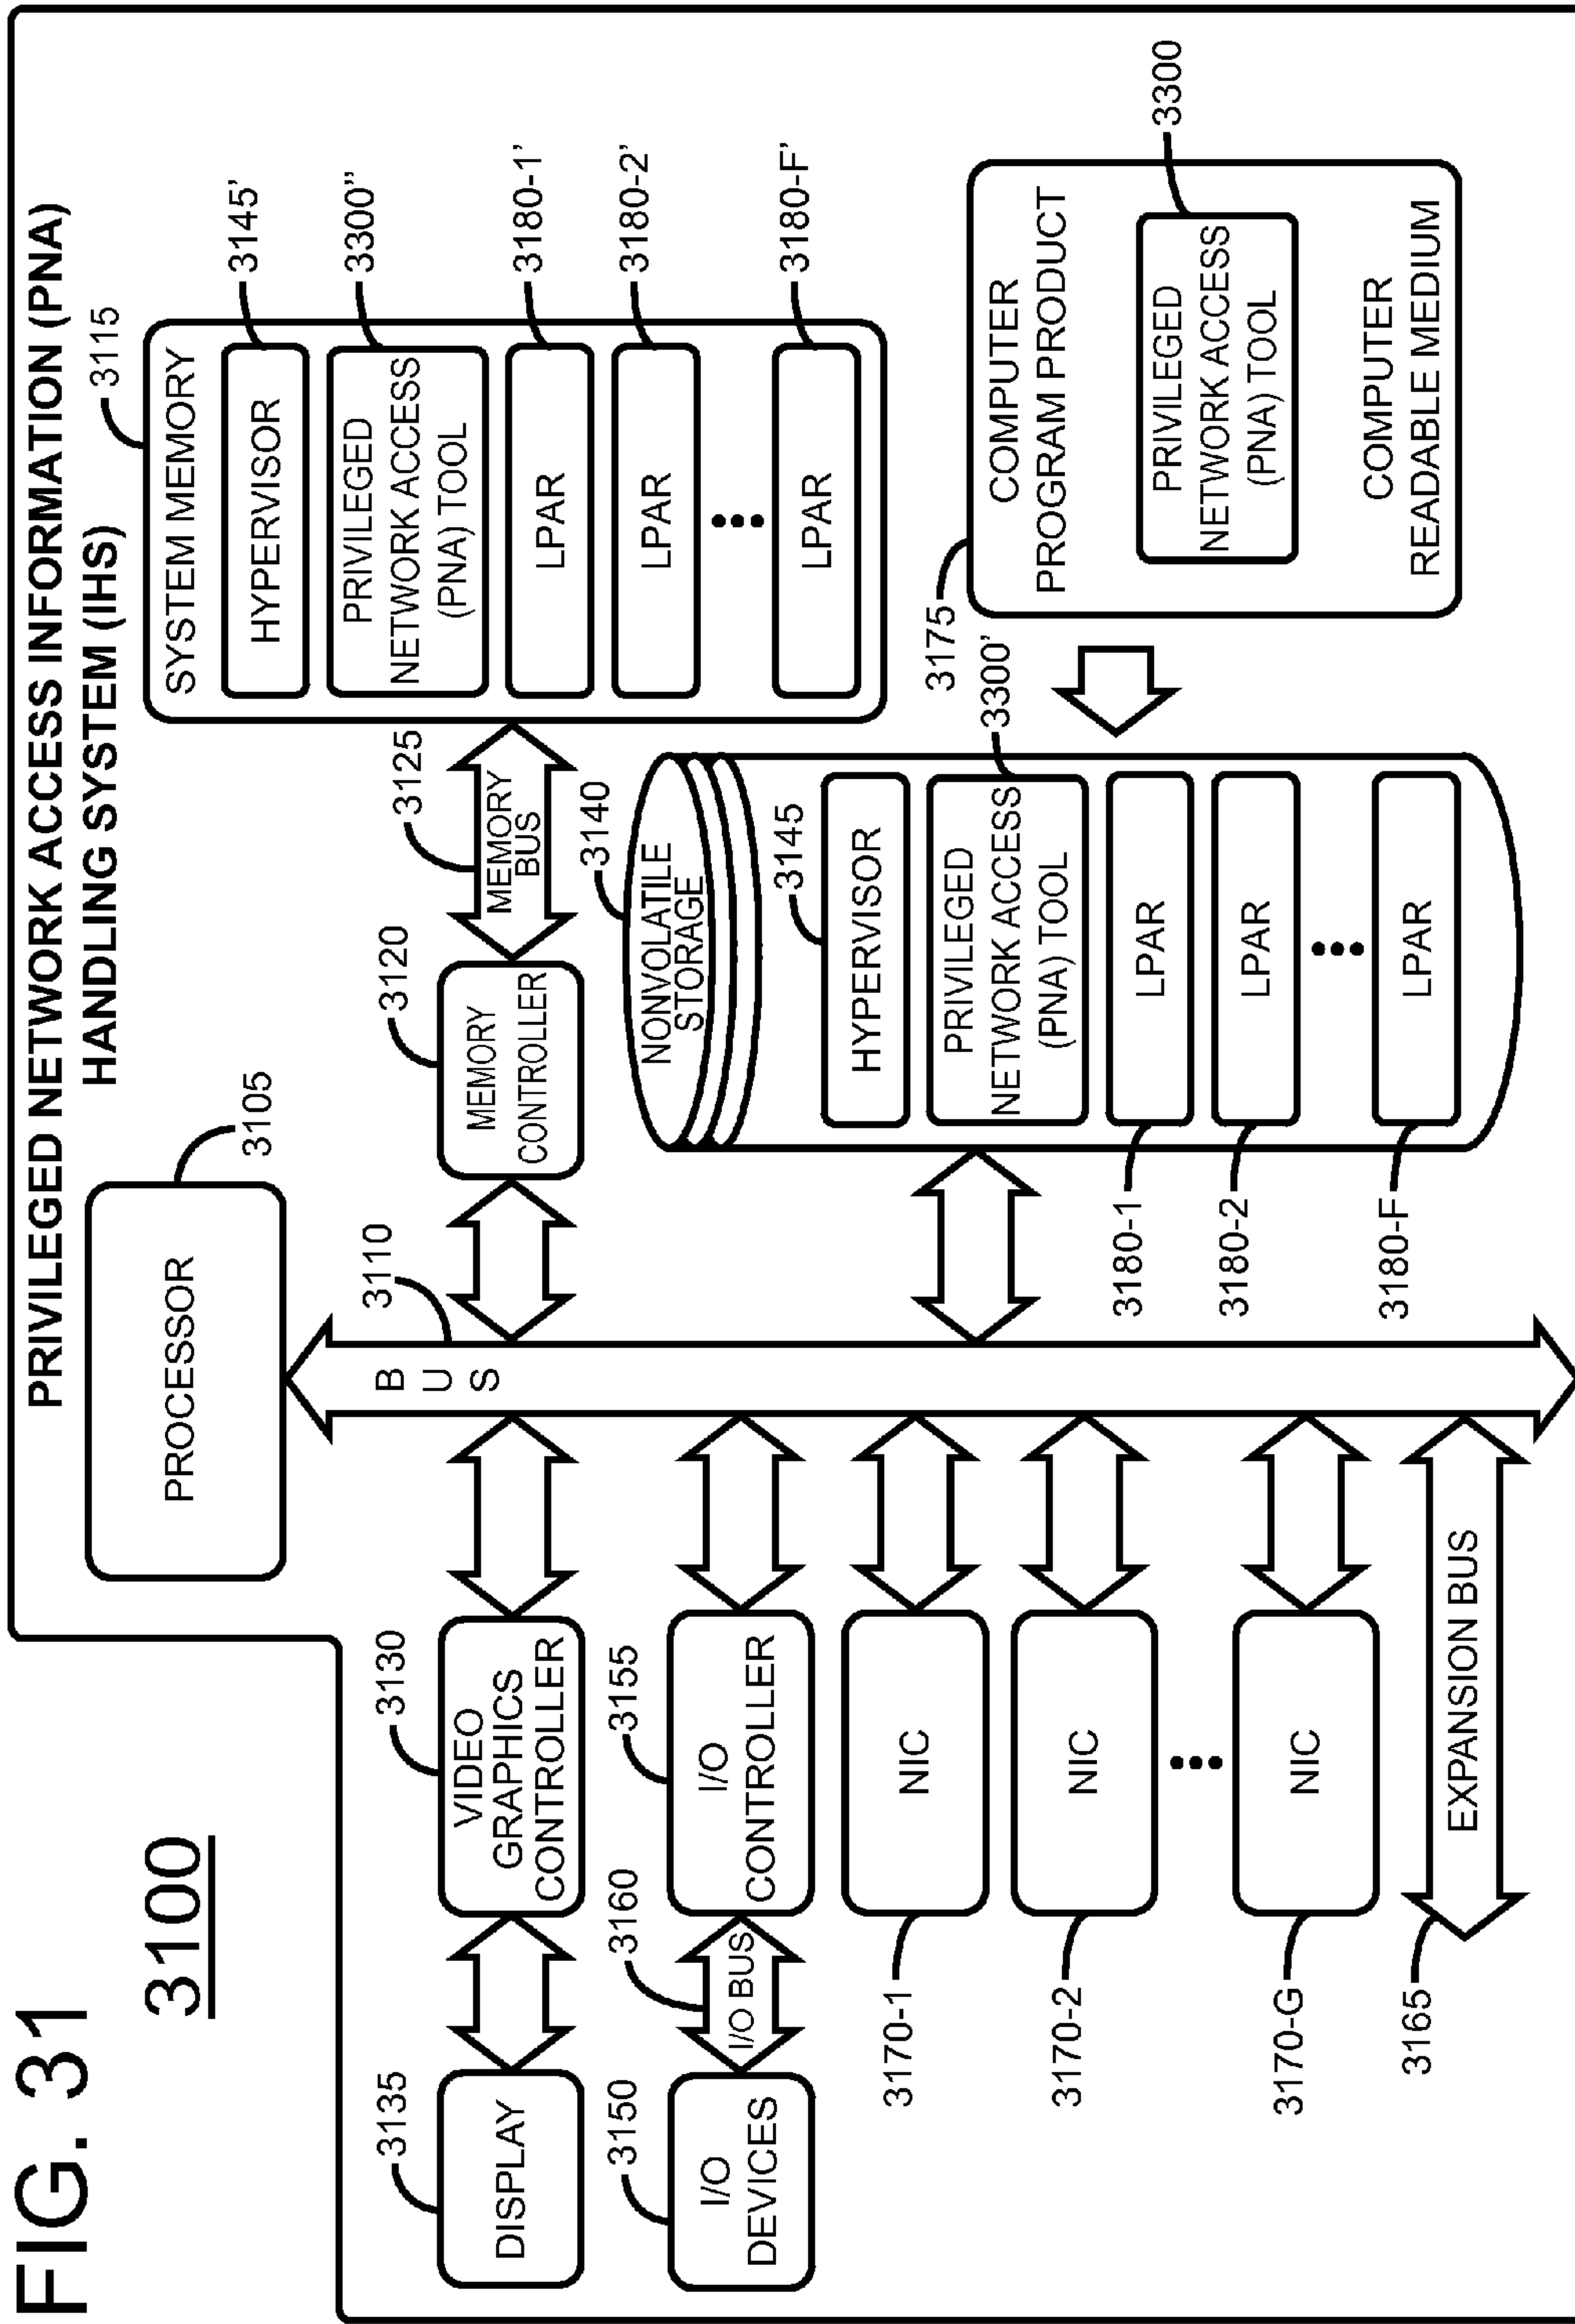 FIG. 31
3100
PRIVILEGED NETWORK ACCESS INFORMATION (PNA)
HANDLING SYSTEM (IHS)
PROCESSOR
3105
3110
B
U
S
3115
SYSTEM MEMORY
HYPERVISOR
3145'
PRIVILEGED
NETWORK ACCESS
(PNA) TOOL
3300"
LPAR
3180-1'
LPAR
3180-2'
LPAR
3180-F'
3120
MEMORY
CONTROLLER
3125
MEMORY
BUS
3135
DISPLAY
3130
VIDEO
GRAPHICS
CONTROLLER
3150
I/O
DEVICES
3160
I/O BUS
3155
I/O
CONTROLLER
NIC
3170-1
NIC
3170-2
NIC
3170-G
EXPANSION BUS
3165
3140
NONVOLATILE
STORAGE
3145
HYPERVISOR
PRIVILEGED
NETWORK ACCESS
(PNA) TOOL
3300'
LPAR
3180-1
LPAR
3180-2
LPAR
3180-F
3175
COMPUTER
PROGRAM PRODUCT
PRIVILEGED
NETWORK ACCESS
(PNA) TOOL
3300
COMPUTER
READABLE MEDIUM